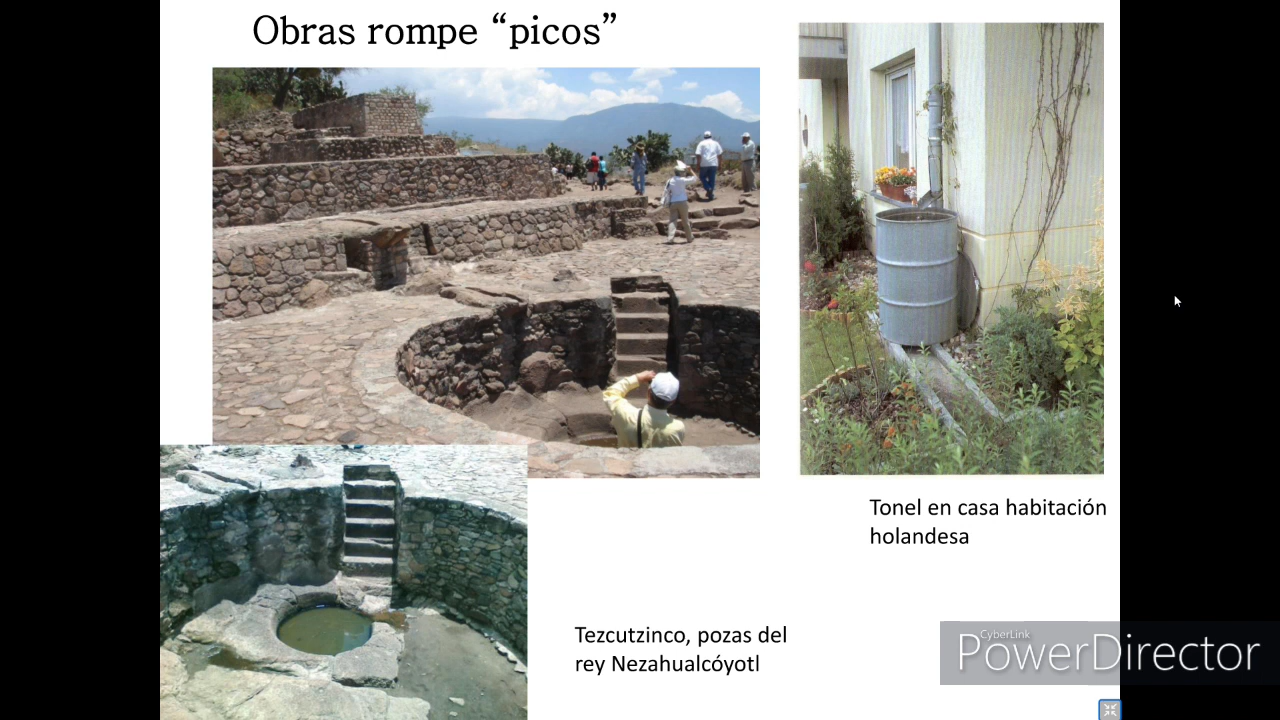 Obras rompe “picos”
Tonel en casa habitación
holandesa
Tezcutzinco, pozas del
rey Nezahualcóyotl
CyberLink
PowerDirector